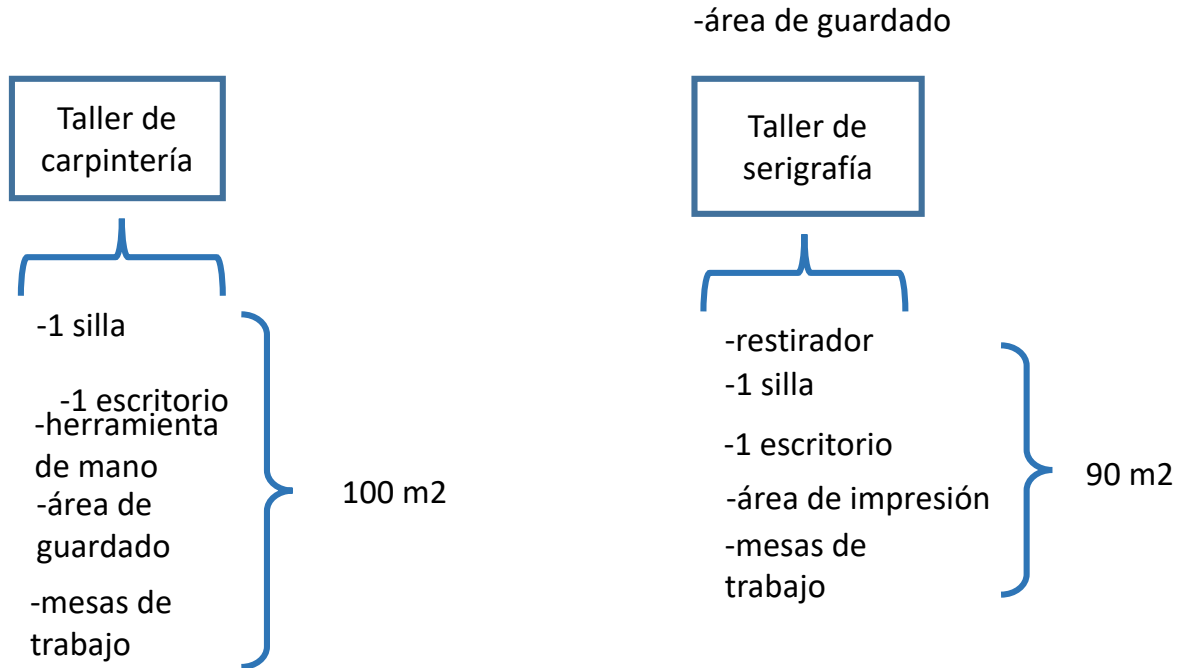 -área de guardado
Taller de
carpintería
-1 silla
-1 escritorio
-herramienta
de mano
-área de
guardado
-mesas de
trabajo
100 m2
Taller de
serigrafía
-restirador
-1 silla
-1 escritorio
-área de impresión
-mesas de
trabajo
90 m2